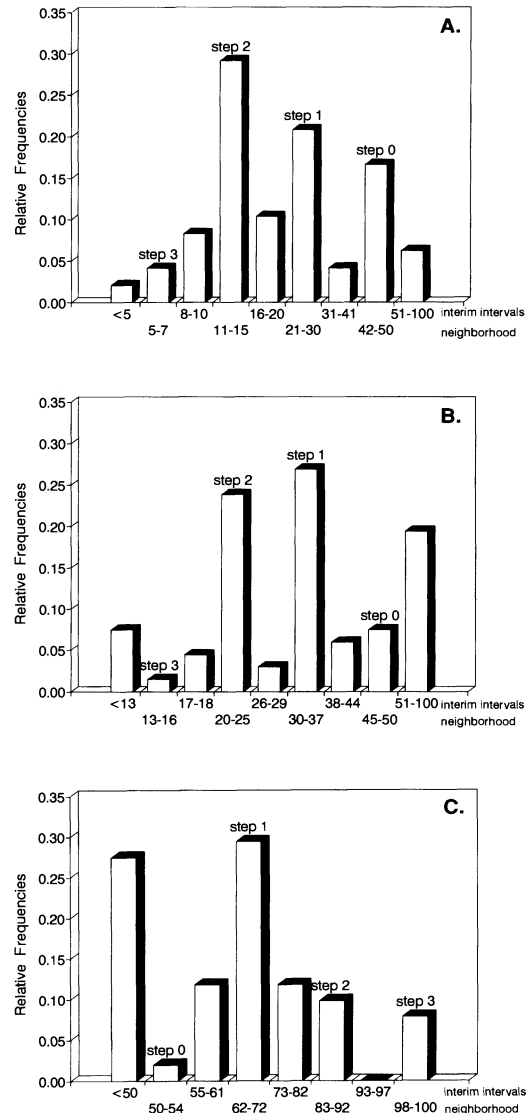 A.
0.35
0.30
0.25
0.20
0.15
0.10
0.05
0.00
Relative Frequencies
step 3
step 2
step 1
step 0
<5 8-10 16-20 31-41 51-100 interim intervals
5-7 11-15 21-30 42-50 neighborhood
B.
0.35
0.30
0.25
0.20
0.15
0.10
0.05
0.00
Relative Frequencies
step 3
step 2
step 1
step 0
<13 17-18 26-29 38-44 51-100 interim intervals
13-16 20-25 30-37 45-50 neighborhood
C.
0.35
0.30
0.25
0.20
0.15
0.10
0.05
0.00
Relative Frequencies
step 0
step 1
step 2
step 3
<50 55-61 73-82 93-97 interim intervals
50-54 62-72 83-92 98-100 neighborhood